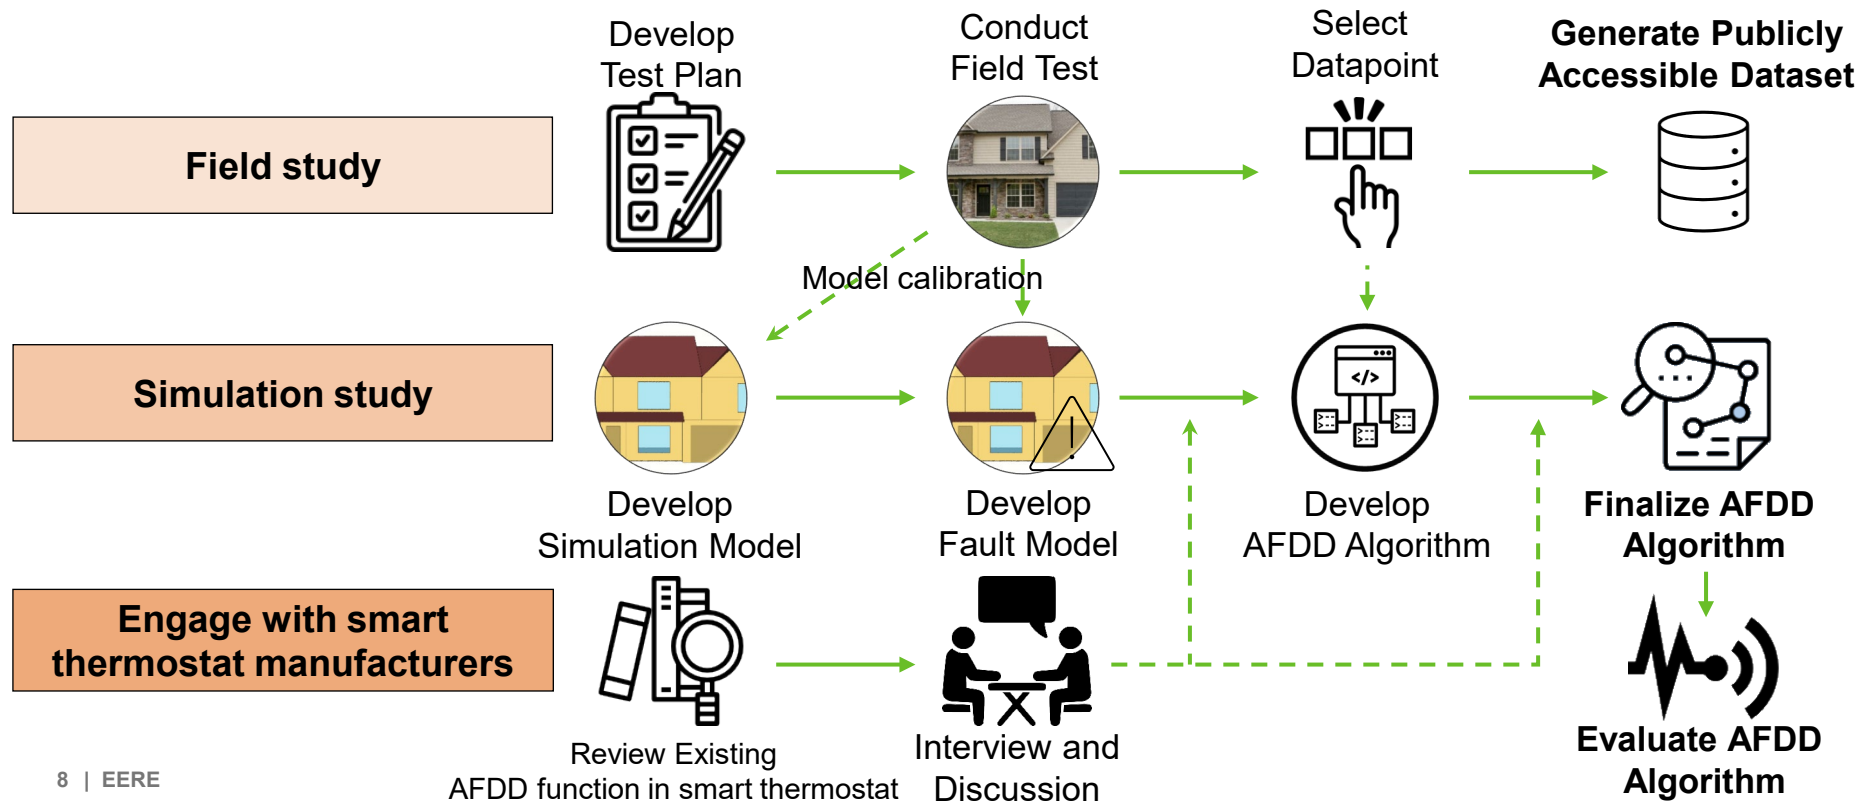 Develop
Test Plan
Conduct
Field Test
Select
Datapoint
Generate Publicly
Accessible Dataset
Field study
Model calibration
Simulation study
</>
Develop
Simulation Model
Develop
Fault Model
Develop
AFDD Algorithm
Finalize AFDD
Algorithm
Engage with smart
thermostat manufacturers
Review Existing
AFDD function in smart thermostat
Interview and
Discussion
Evaluate AFDD
Algorithm
8 | EERE